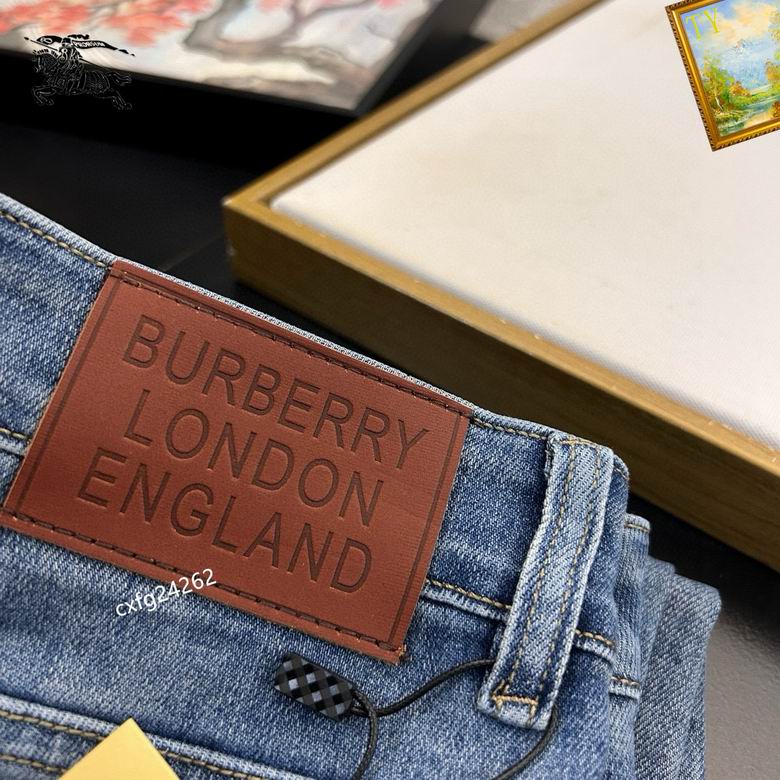 TY
BURBERRY
LONDON
ENGLAND
cxfg24262